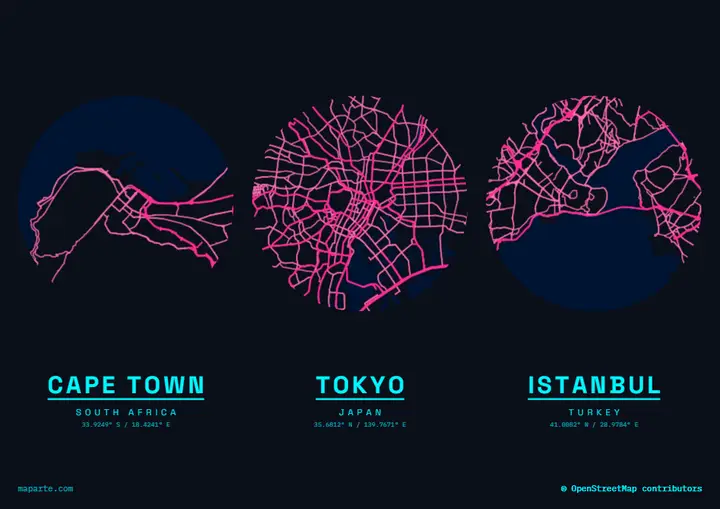 CAPE TOWN
SOUTH AFRICA
33.9249° S / 18.4241° E
TOKYO
JAPAN
35.6812° N / 139.7671° E
ISTANBUL
TURKEY
41.0082° N / 28.9784° E
maparte.com
© OpenStreetMap contributors